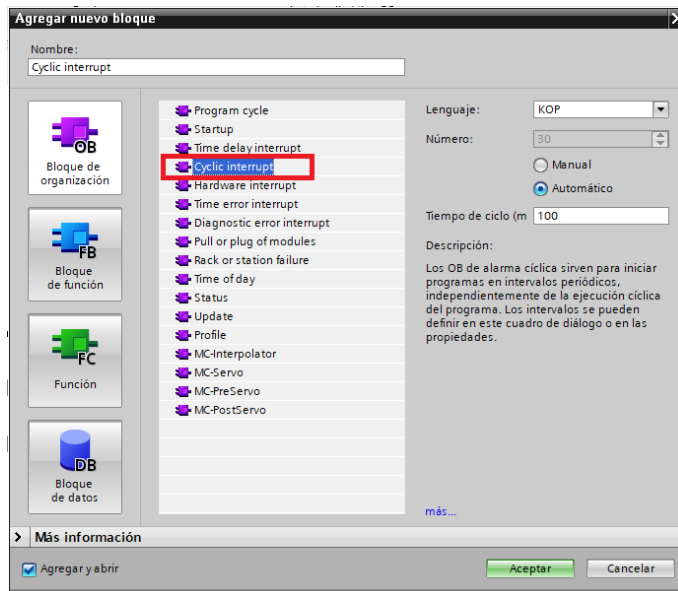 Agregar nuevo bloque
Nombre:
Cyclic interrupt
OB
Bloque de
organización
FB
Bloque
de función
FC
Función
DB
Bloque
de datos
Program cycle
Startup
Time delay interrupt
Cyclic interrupt
Hardware interrupt
Time error interrupt
Diagnostic error interrupt
Pull or plug of modules
Rack or station failure
Time of day
Status
Update
Profile
MC-Interpolator
MC-Servo
MC-PreServo
MC-PostServo
Lenguaje:
KOP
Número:
30
Manual
Automático
Tiempo de ciclo (m
100
Descripción:
Los OB de alarma cíclica sirven para iniciar
programas en intervalos periódicos,
independientemente de la ejecución cíclica
del programa. Los intervalos se pueden
definir en este cuadro de diálogo o en las
propiedades.
más...
Más información
Agregar y abrir
Aceptar
Cancelar